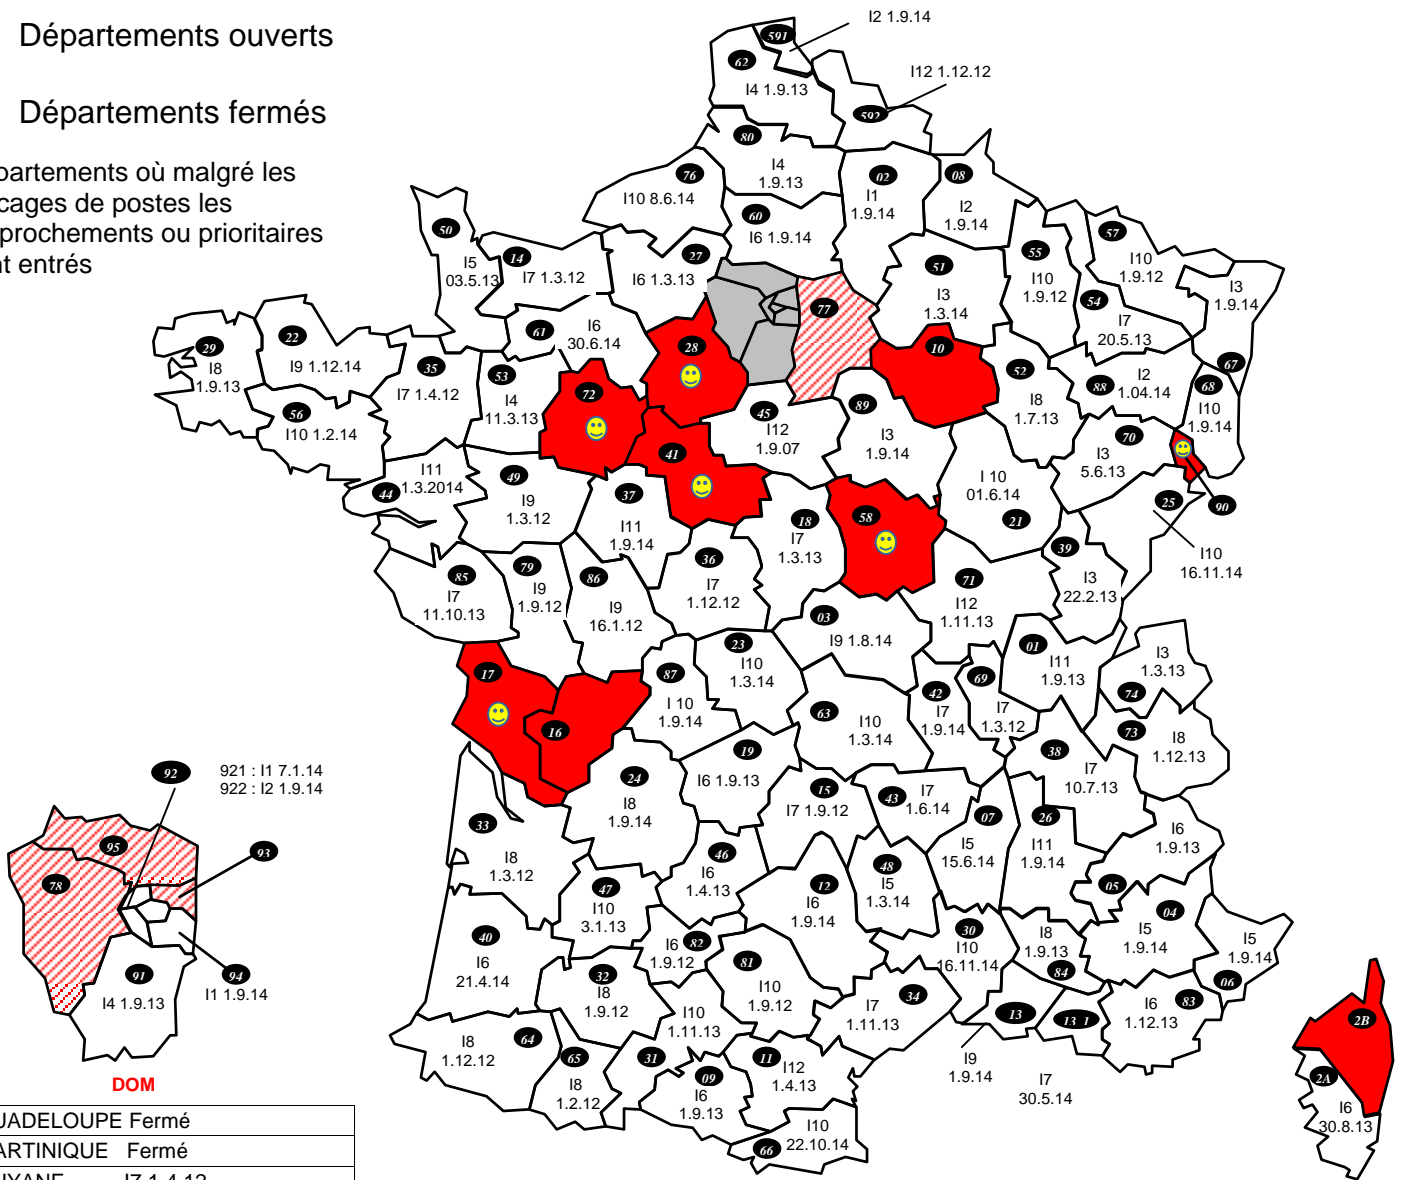 Départements ouverts
Départements fermés
partements où malgré les
cages de postes les
prochements ou prioritaires
t entrés
I2 1.9.14
591
62
I4 1.9.13
I12 1.12.12
592
80
I4
1.9.13
76
I10 8.6.14
02
I1
1.9.14
08
I2
1.9.14
60
I6 1.9.14
50
I5
03.5.13
14
I7 1.3.12
27
I6 1.3.13
51
I3
1.3.14
55
I10
1.9.12
57
I10
1.9.12
54
I7
20.5.13
I3
1.9.14
67
77
61
I6
30.6.14
28
10
29
I8
1.9.13
22
I9 1.12.14
35
I7 1.4.12
53
I4
11.3.13
72
52
I8
1.7.13
88
I2
1.04.14
68
I10
1.9.14
56
I10 1.2.14
45
I12
1.9.07
89
I3
1.9.14
70
I3
5.6.13
41
44
I11
1.3.2014
49
I9
1.3.12
37
I11
1.9.14
18
I7
1.3.13
58
I 10
01.6.14
21
25
90
I10
16.11.14
39
I3
22.2.13
85
I7
11.10.13
79
I9
1.9.12
86
I9
16.1.12
36
I7
1.12.12
71
I12
1.11.13
03
I9 1.8.14
01
I11
1.9.13
I3
1.3.13
74
17
16
87
I 10
1.9.14
23
I10
1.3.14
63
I10
1.3.14
42
I7
1.9.14
69
I7
1.3.12
73
I8
1.12.13
38
I7
10.7.13
19
I6 1.9.13
24
I8
1.9.14
15
I7 1.9.12
43
I7
1.6.14
07
I5
15.6.14
26
I11
1.9.14
I6
1.9.13
05
92
921 : I1 7.1.14
922 : I2 1.9.14
95
93
78
91
I4 1.9.13
94
I1 1.9.14
33
I8
1.3.12
46
I6
1.4.13
12
I6
1.9.14
48
I5
1.3.14
47
I10
3.1.13
40
I6
21.4.14
82
I6
1.9.12
81
I10
1.9.12
30
I10
16.11.14
I8
1.9.13
84
04
I5
1.9.14
I5
1.9.14
06
32
I8
1.9.12
34
I7
1.11.13
13
13 1
83
I6
1.12.13
I9
1.9.14
I7
30.5.14
64
I8
1.12.12
65
I8
1.2.12
31
I10
1.11.13
09
I6
1.9.13
11
I12
1.4.13
66
I10
22.10.14
2B
2A
I6
30.8.13
DOM
UADELOUPE Fermé
ARTINIQUE Fermé